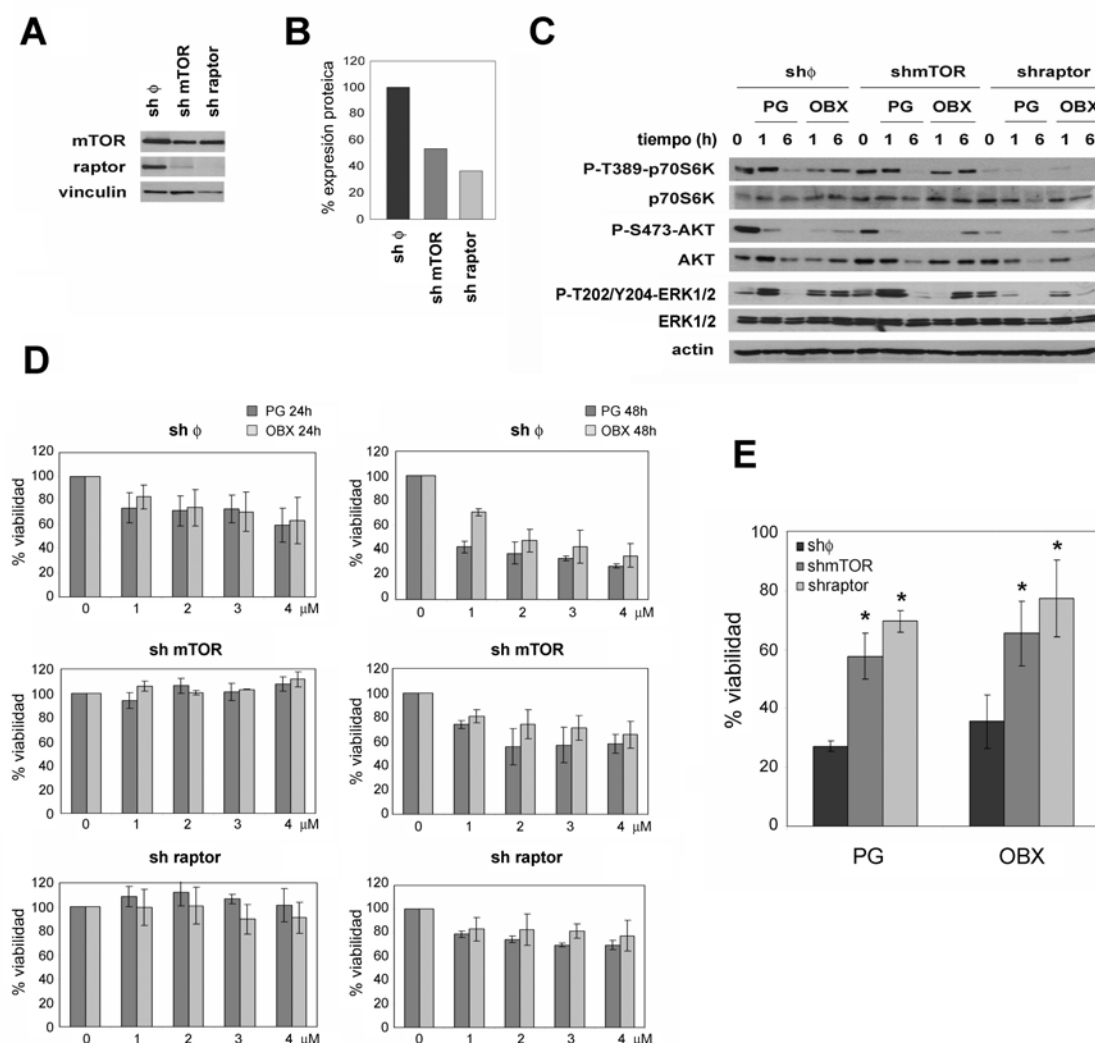 A
sh ϕ
sh mTOR
sh raptor
mTOR
raptor
vinculin
B
% expresión proteica
120
100
80
60
40
20
0
sh ϕ
sh mTOR
sh raptor
C
shϕ shmTOR shraptor
PG OBX PG OBX PG OBX
tiempo (h) 0 1 6 1 6 0 1 6 1 6 0 1 6 1 6
P-T389-p70S6K
p70S6K
P-S473-AKT
AKT
P-T202/Y204-ERK1/2
ERK1/2
actin
D
PG 24h
OBX 24h
sh ϕ
% viabilidad
120
100
80
60
40
20
0
0 1 2 3 4 μM
PG 48h
OBX 48h
sh ϕ
% viabilidad
120
100
80
60
40
20
0
0 1 2 3 4 μM
sh mTOR
% viabilidad
120
100
80
60
40
20
0
0 1 2 3 4 μM
sh mTOR
% viabilidad
120
100
80
60
40
20
0
0 1 2 3 4 μM
sh raptor
% viabilidad
120
100
80
60
40
20
0
0 1 2 3 4 μM
sh raptor
% viabilidad
120
100
80
60
40
20
0
0 1 2 3 4 μM
E
% viabilidad
100
80
60
40
20
0
shϕ
shmTOR
shraptor
* * * *
PG OBX